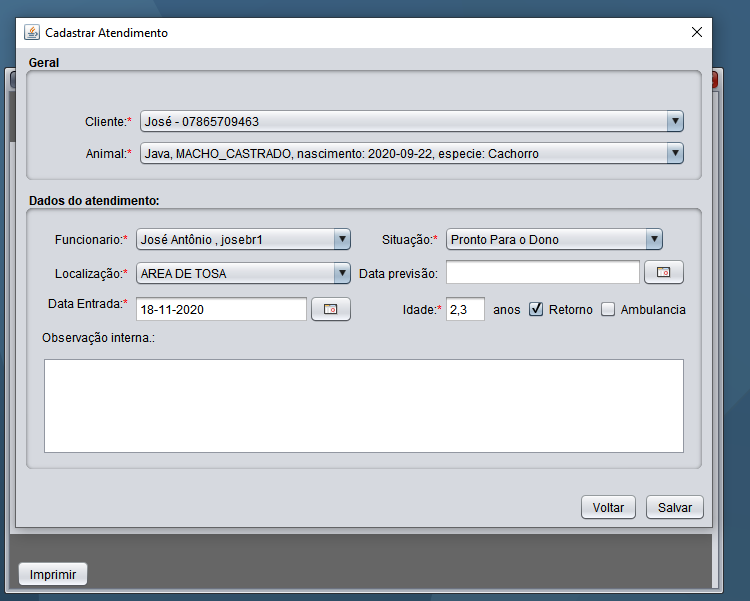 Cadastrar Atendimento
Geral
Cliente:* José - 07865709463
Animal:* Java, MACHO_CASTRADO, nascimento: 2020-09-22, especie: Cachorro
Dados do atendimento:
Funcionario:* José Antônio , josebr1 Situação:* Pronto Para o Dono
Localização:* AREA DE TOSA Data previsão:
Data Entrada:* 18-11-2020 Idade:* 2,3 anos Retorno Ambulancia
Observação interna.:
Voltar Salvar
Imprimir